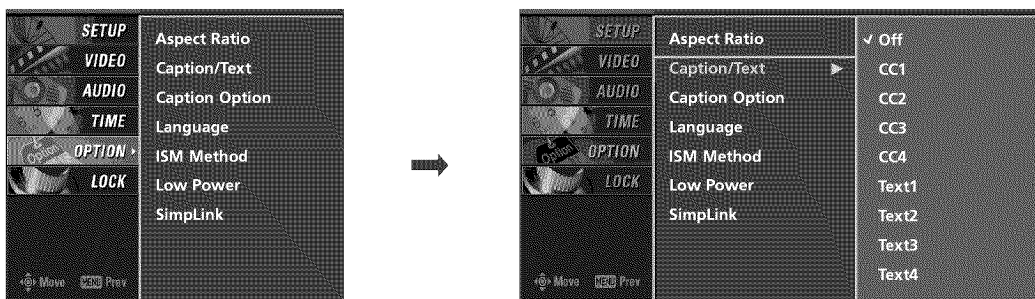 SETUP
VIDEO
AUDIO
TIME
OPTION
LOCK
Aspect Ratio
Caption/Text
Caption Option
Language
ISM Method
Low Power
SimpLink
Move MENU Prev
SETUP
VIDEO
AUDIO
TIME
OPTION
LOCK
Aspect Ratio
Caption/Text
Caption Option
Language
ISM Method
Low Power
SimpLink
Off
CC1
CC2
CC3
CC4
Text1
Text2
Text3
Text4
Move MENU Prev